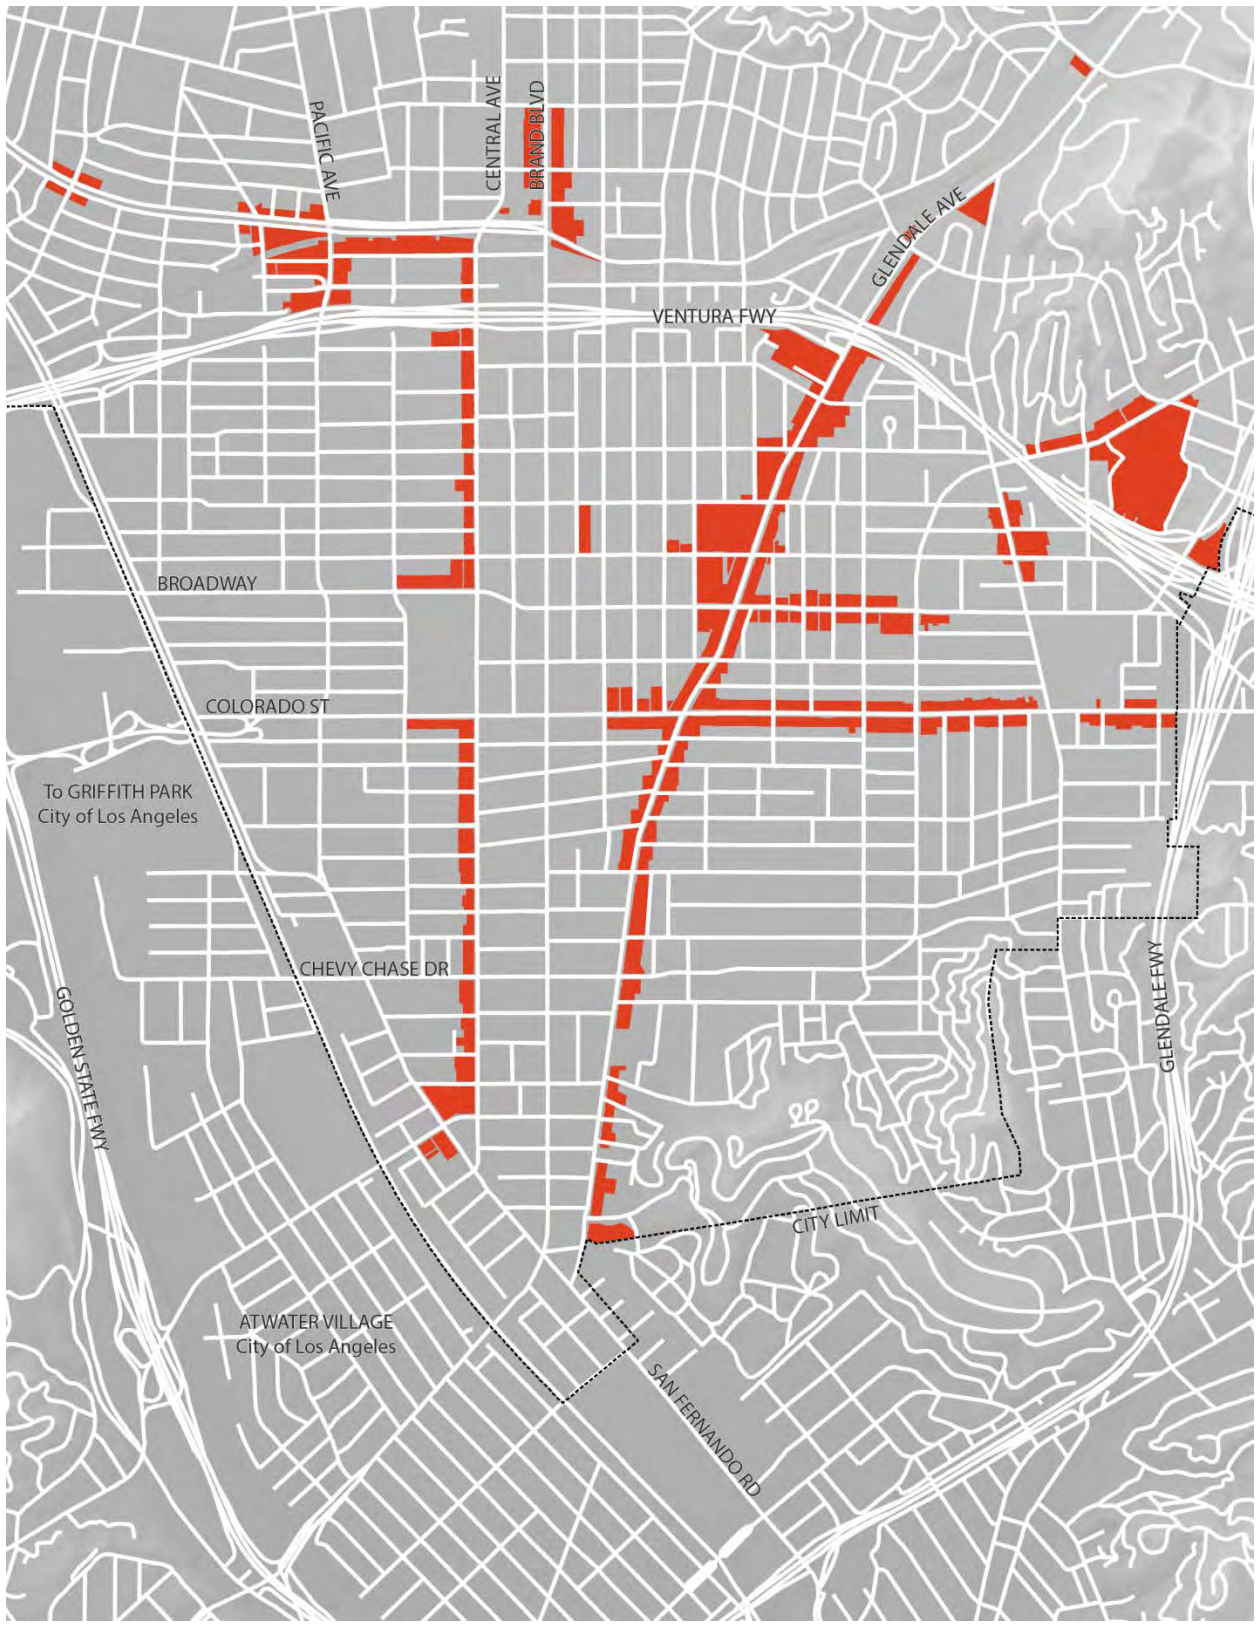 PACIFIC AVE
CENTRAL AVE
BRAND BLVD
GLENDALE AVE
VENTURA FWY
BROADWAY
COLORADO ST
To GRIFFITH PARK
City of Los Angeles
CHEVY CHASE DR
GOLDEN STATE FWY
GLENDALE FWY
CITY LIMIT
ATWATER VILLAGE
City of Los Angeles
SAN FERNANDO RD